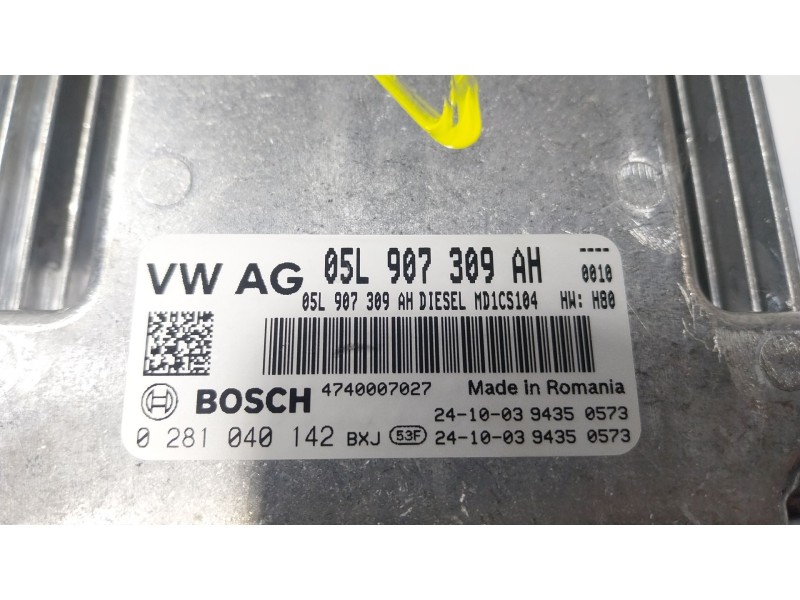 VW AG 05L 907 309 AH ----
0010
05L 907 309 AH DIESEL MD1CS104 HW: H80
BOSCH 4740007027 Made in Romania
24-10-03 9435 0573
0 281 040 142 BXJ 53F 24-10-03 9435 0573